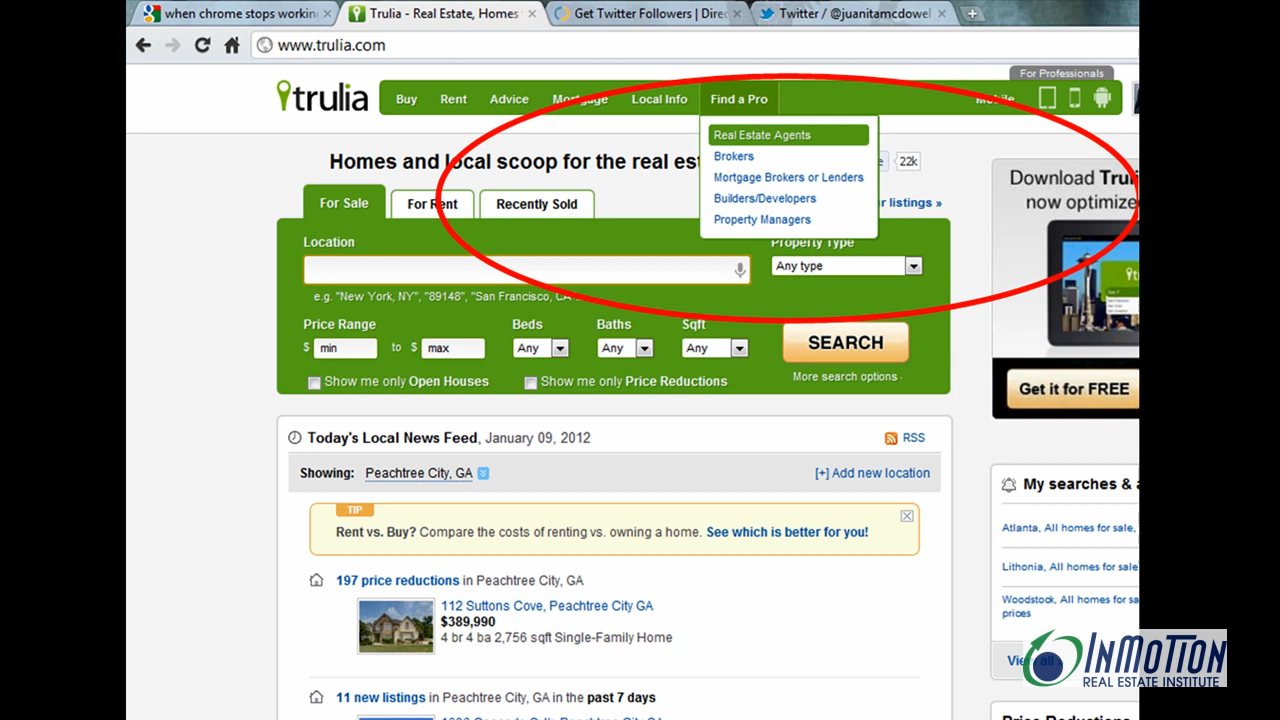 when chrome stops workin
Trulia - Real Estate, Homes
Get Twitter Followers | Direc
Twitter / @juanitamcdowel
www.trulia.com
For Professionals
trulia
Buy Rent Advice Mortgage Local Info Find a Pro Mobile
Real Estate Agents
Brokers
Mortgage Brokers or Lenders
Builders/Developers
Property Managers
Homes and local scoop for the real est
22k
For Sale For Rent Recently Sold
r listings »
Location
Property Type
Any type
e.g. "New York, NY", "89148", "San Francisco, CA
Price Range Beds Baths Sqft
$ min to $ max Any Any Any
SEARCH
Show me only Open Houses Show me only Price Reductions
More search options
Download Truli
now optimize
Get it for FREE
Today's Local News Feed, January 09, 2012
RSS
Showing: Peachtree City, GA
[+] Add new location
TIP
Rent vs. Buy? Compare the costs of renting vs. owning a home. See which is better for you!
197 price reductions in Peachtree City, GA
112 Suttons Cove, Peachtree City GA
$389,990
4 br 4 ba 2,756 sqft Single-Family Home
11 new listings in Peachtree City, GA in the past 7 days
My searches & a
Atlanta, All homes for sale,
Lithonia, All homes for sale
Woodstock, All homes for sa
prices
View all
INMOTION
REAL ESTATE INSTITUTE
Price Reductions